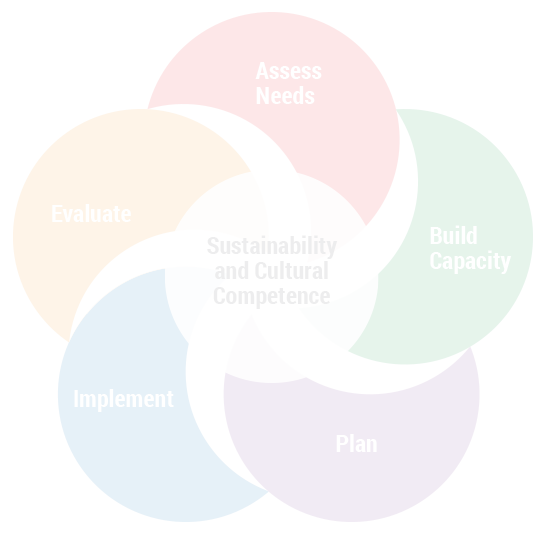 Assess
Needs
Build
Capacity
Evaluate
Sustainability
and Cultural
Competence
Implement
Plan